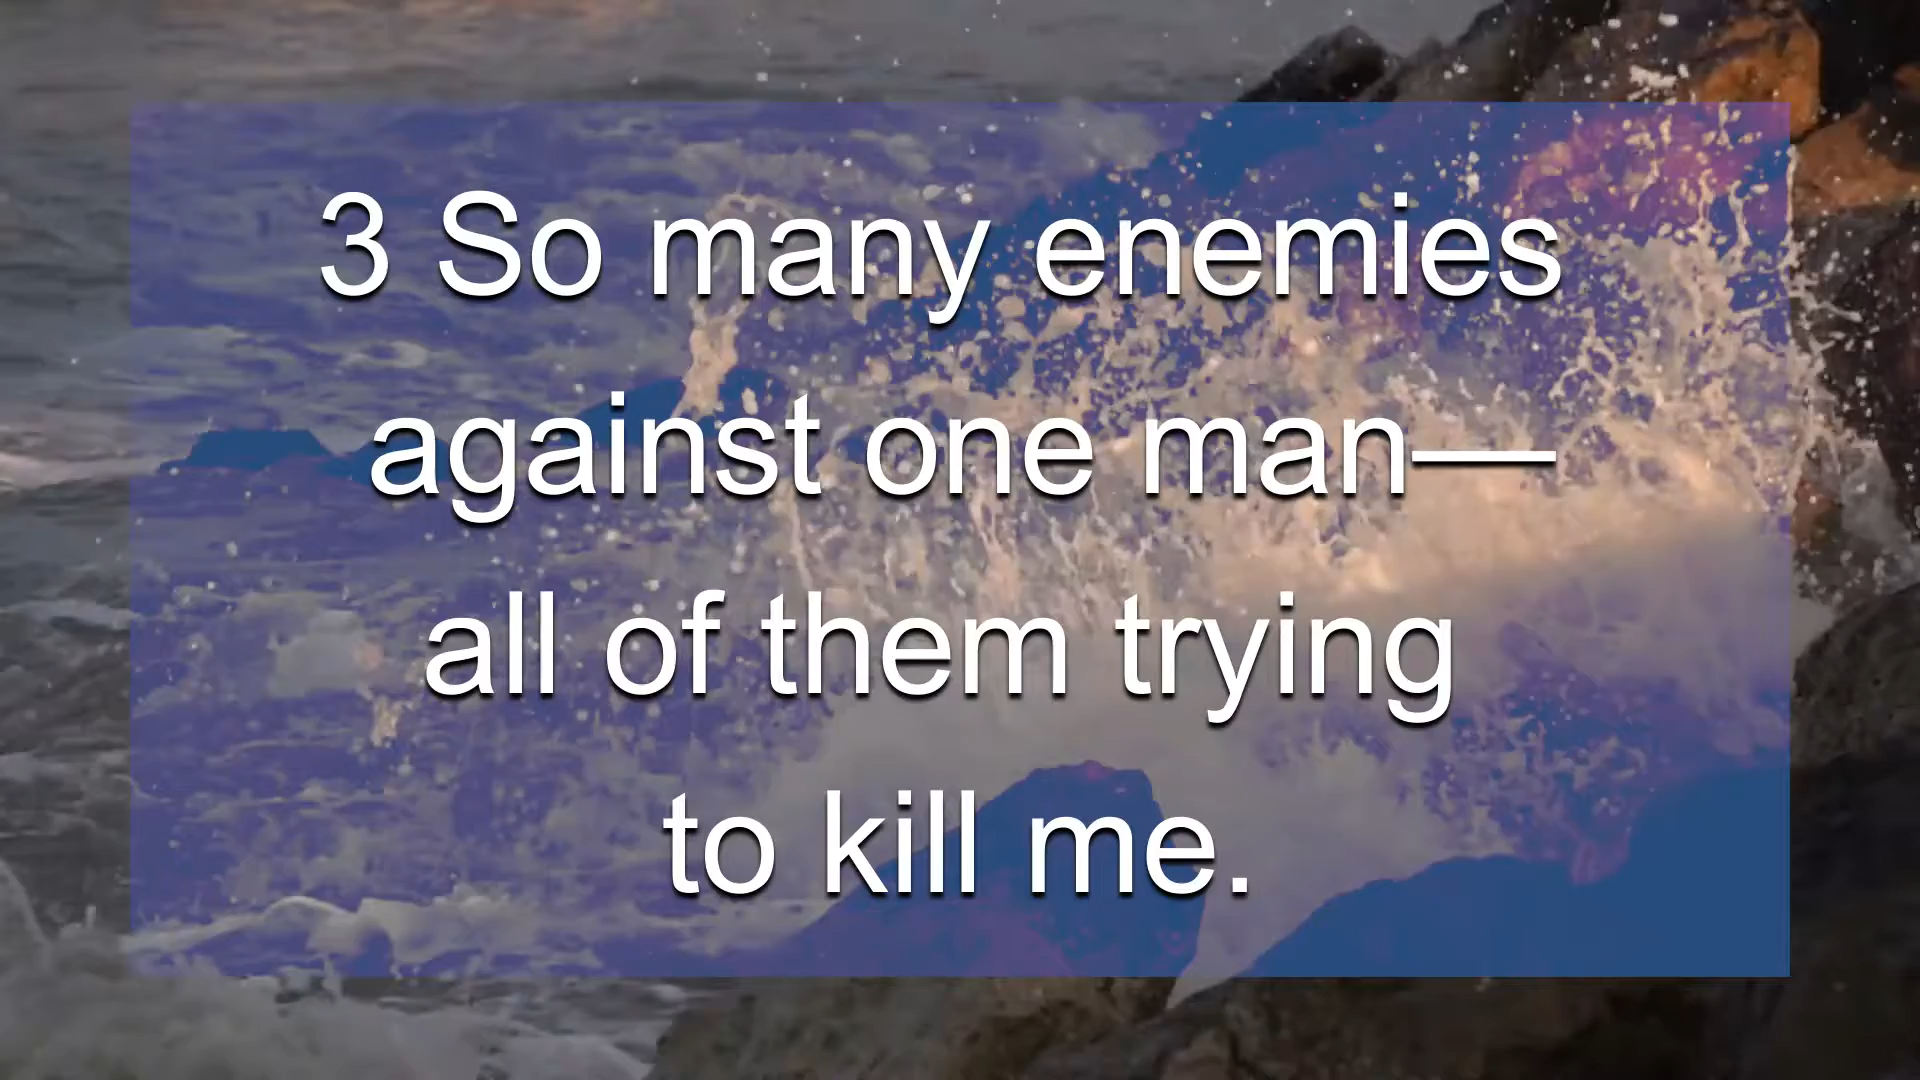 3 So many enemies
against one man—
all of them trying
to kill me.